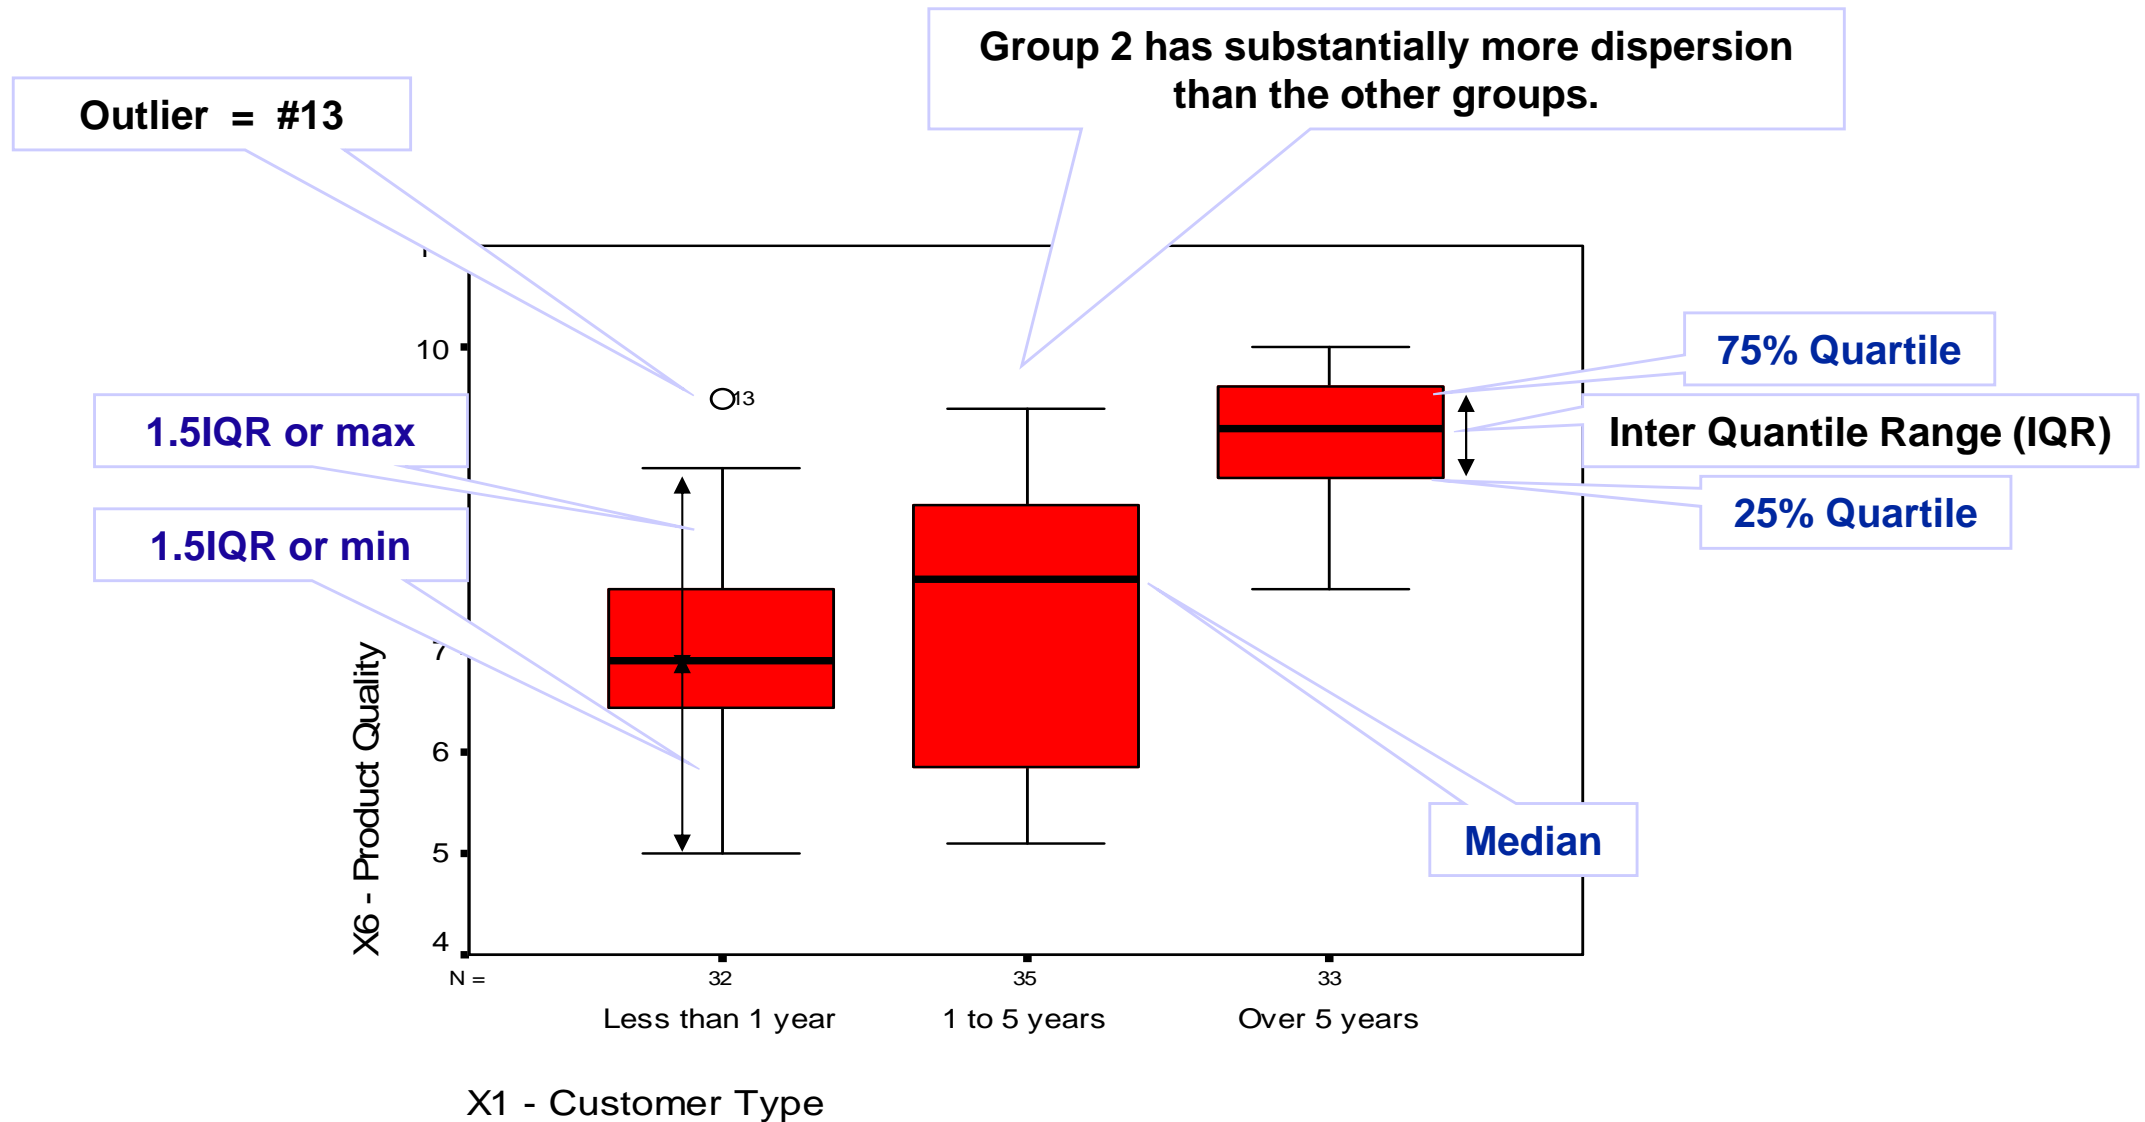 Group 2 has substantially more dispersion
than the other groups.
Outlier = #13
10
13
75% Quartile
1.5IQR or max
Inter Quantile Range (IQR)
25% Quartile
1.5IQR or min
7
X6 - Product Quality
6
5
Median
4
N =
32
35
33
Less than 1 year
1 to 5 years
Over 5 years
X1 - Customer Type